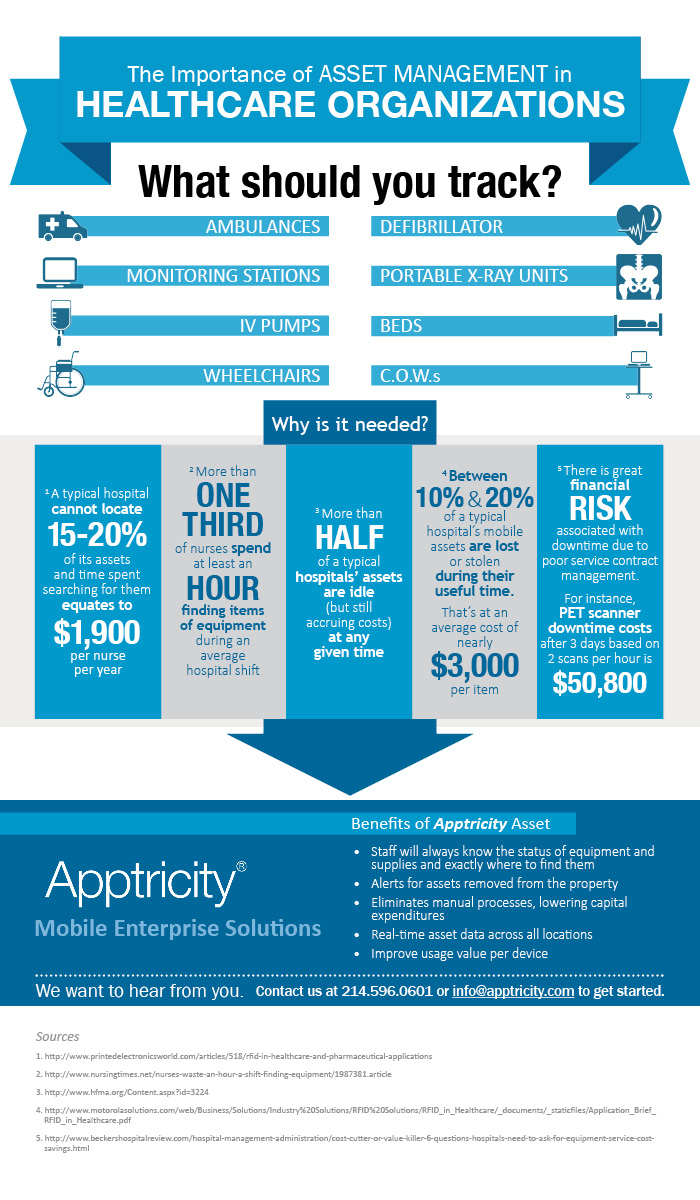 The Importance of ASSET MANAGEMENT in
HEALTHCARE ORGANIZATIONS
What should you track?
AMBULANCES
DEFIBRILLATOR
MONITORING STATIONS
PORTABLE X-RAY UNITS
IV PUMPS
BEDS
WHEELCHAIRS
C.O.W.s
Why is it needed?
1 A typical hospital
cannot locate
15-20%
of its assets
and time spent
searching for them
equates to
$1,900
per nurse
per year
2 More than
ONE
THIRD
of nurses spend
at least an
HOUR
finding items
of equipment
during an
average
hospital shift
3 More than
HALF
of a typical
hospitals' assets
are idle
(but still
accruing costs)
at any
given time
4 Between
10% & 20%
of a typical
hospital's mobile
assets are lost
or stolen
during their
useful time.
That's at an
average cost of
nearly
$3,000
per item
5 There is great
financial
RISK
associated with
downtime due to
poor service contract
management.
For instance,
PET scanner
downtime costs
after 3 days based on
2 scans per hour is
$50,800
Benefits of Apptricity Asset
Apptricity®
Mobile Enterprise Solutions
• Staff will always know the status of equipment and
supplies and exactly where to find them
• Alerts for assets removed from the property
• Eliminates manual processes, lowering capital
expenditures
• Real-time asset data across all locations
• Improve usage value per device
We want to hear from you. Contact us at 214.596.0601 or info@apptricity.com to get started.
Sources
1. http://www.printedelectronicsworld.com/articles/518/rfid-in-healthcare-and-pharmaceutical-applications
2. http://www.nursingtimes.net/nurses-waste-an-hour-a-shift-finding-equipment/1987381.article
3. http://www.hfma.org/Content.aspx?id=3224
4. http://www.motorolasolutions.com/web/Business/Solutions/Industry%20Solutions/RFID%20Solutions/RFID_in_Healthcare/_documents/_staticfiles/Application_Brief_
RFID_in_Healthcare.pdf
5. http://www.beckershospitalreview.com/hospital-management-administration/cost-cutter-or-value-killer-6-questions-hospitals-need-to-ask-for-equipment-service-cost-
savings.html